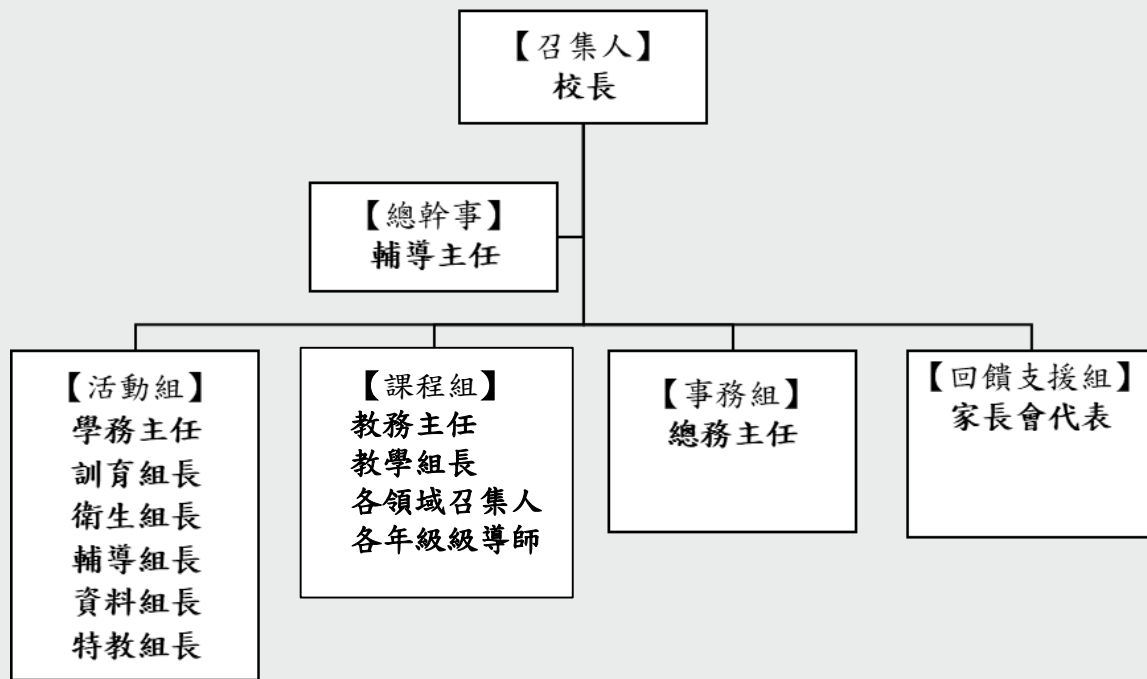 【召集人】
校長
【總幹事】
輔導主任
【活動組】
學務主任
訓育組長
衛生組長
輔導組長
資料組長
特教組長
【課程組】
教務主任
教學組長
各領域召集人
各年級級導師
【事務組】
總務主任
【回饋支援組】
家長會代表